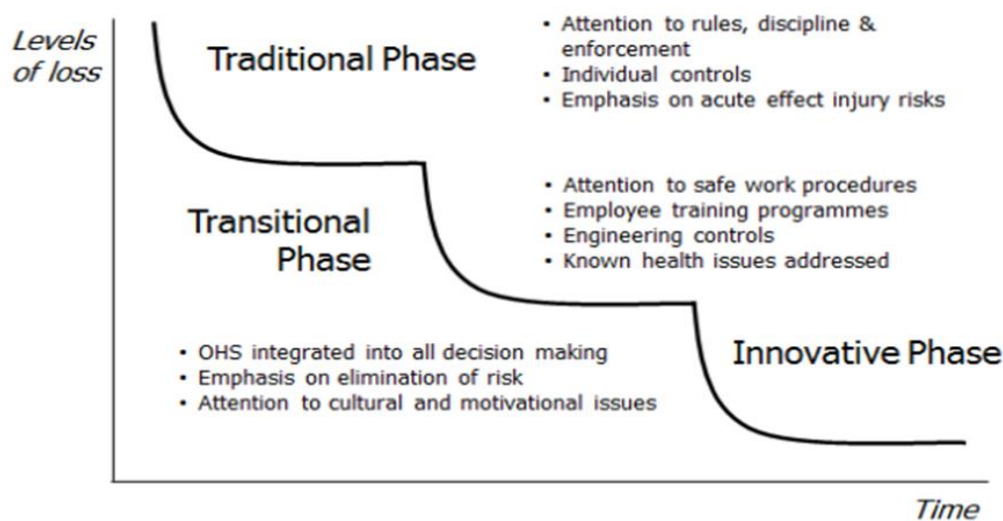 Levels
of loss
Traditional Phase
• Attention to rules, discipline &
enforcement
• Individual controls
• Emphasis on acute effect injury risks
Transitional
Phase
• Attention to safe work procedures
• Employee training programmes
• Engineering controls
• Known health issues addressed
• OHS integrated into all decision making
• Emphasis on elimination of risk
• Attention to cultural and motivational issues
Innovative Phase
Time